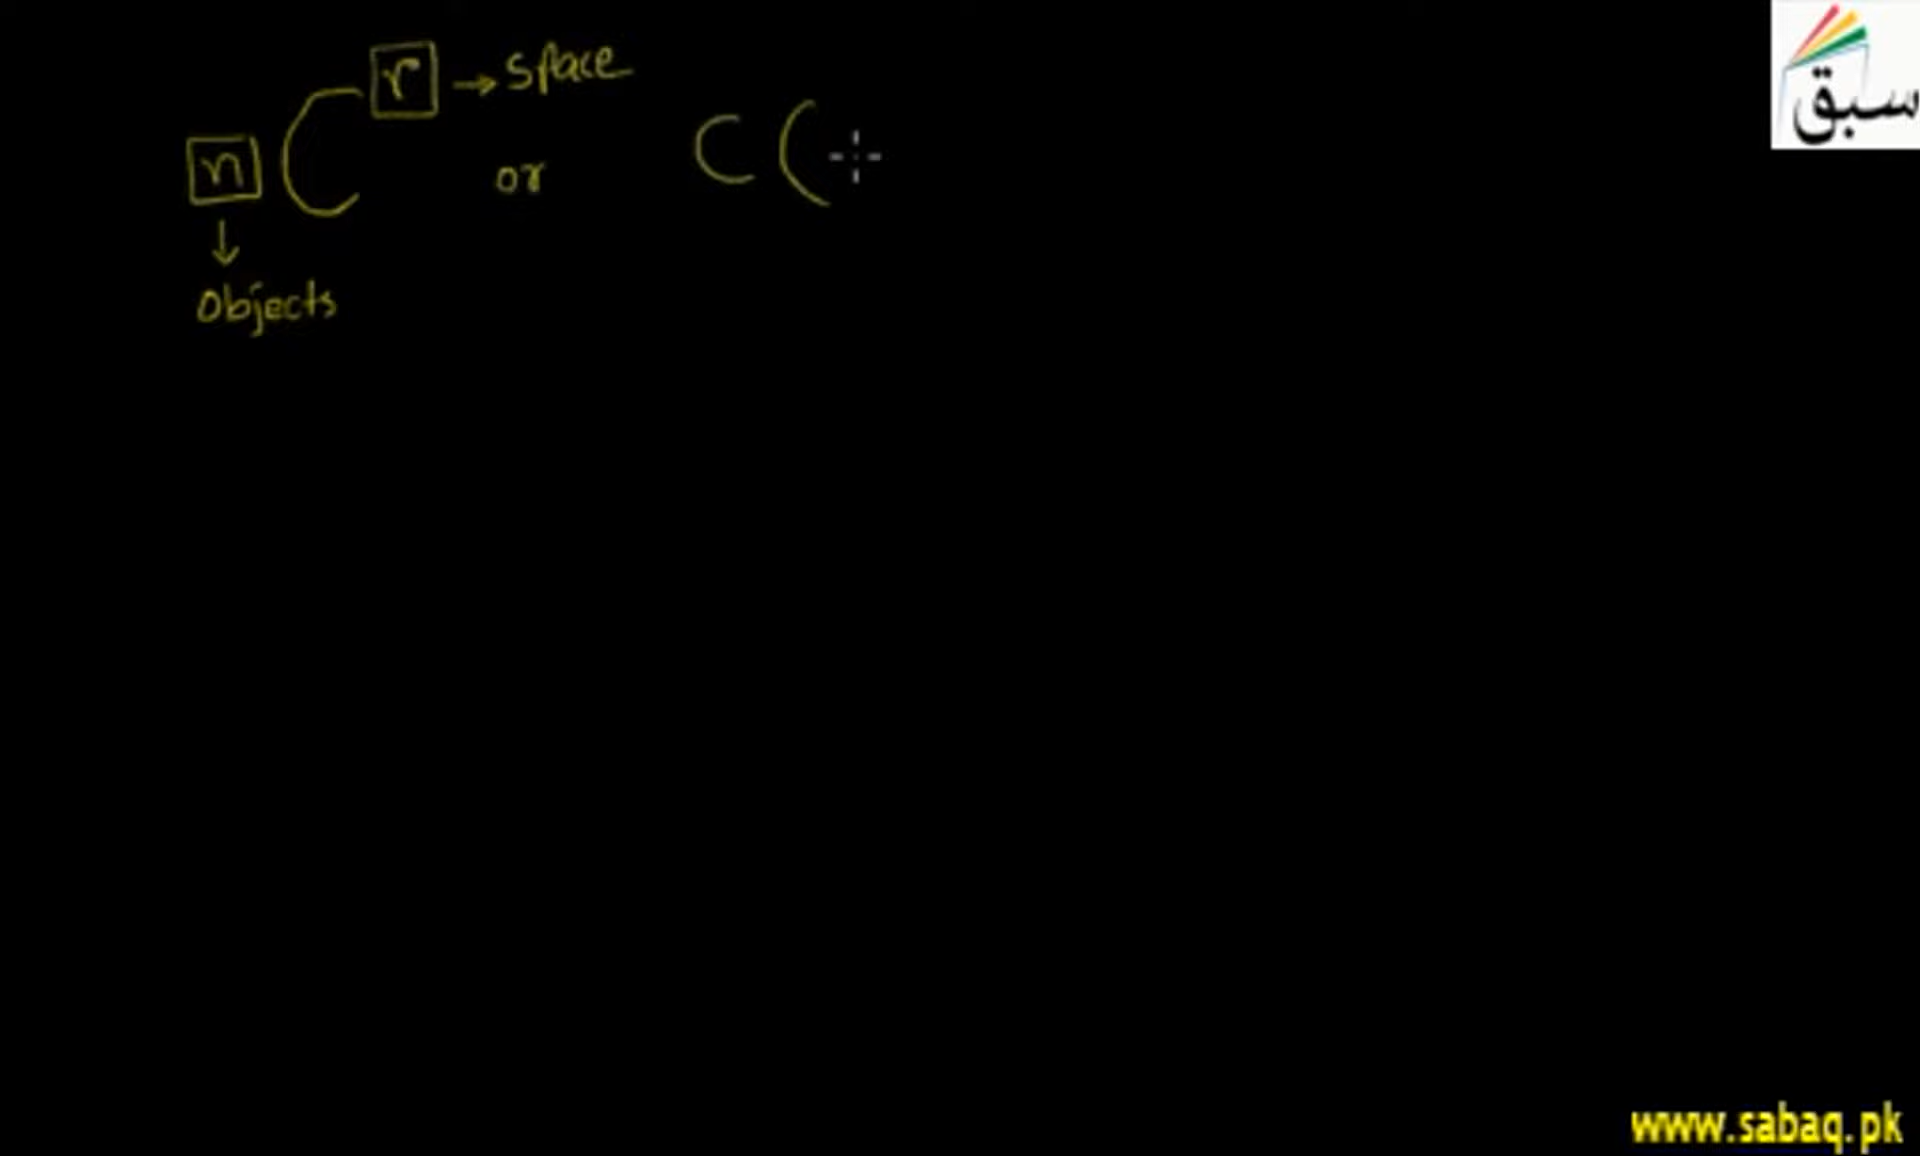 r → space
n C or C (
↓
Objects
سبق
www.sabaq.pk